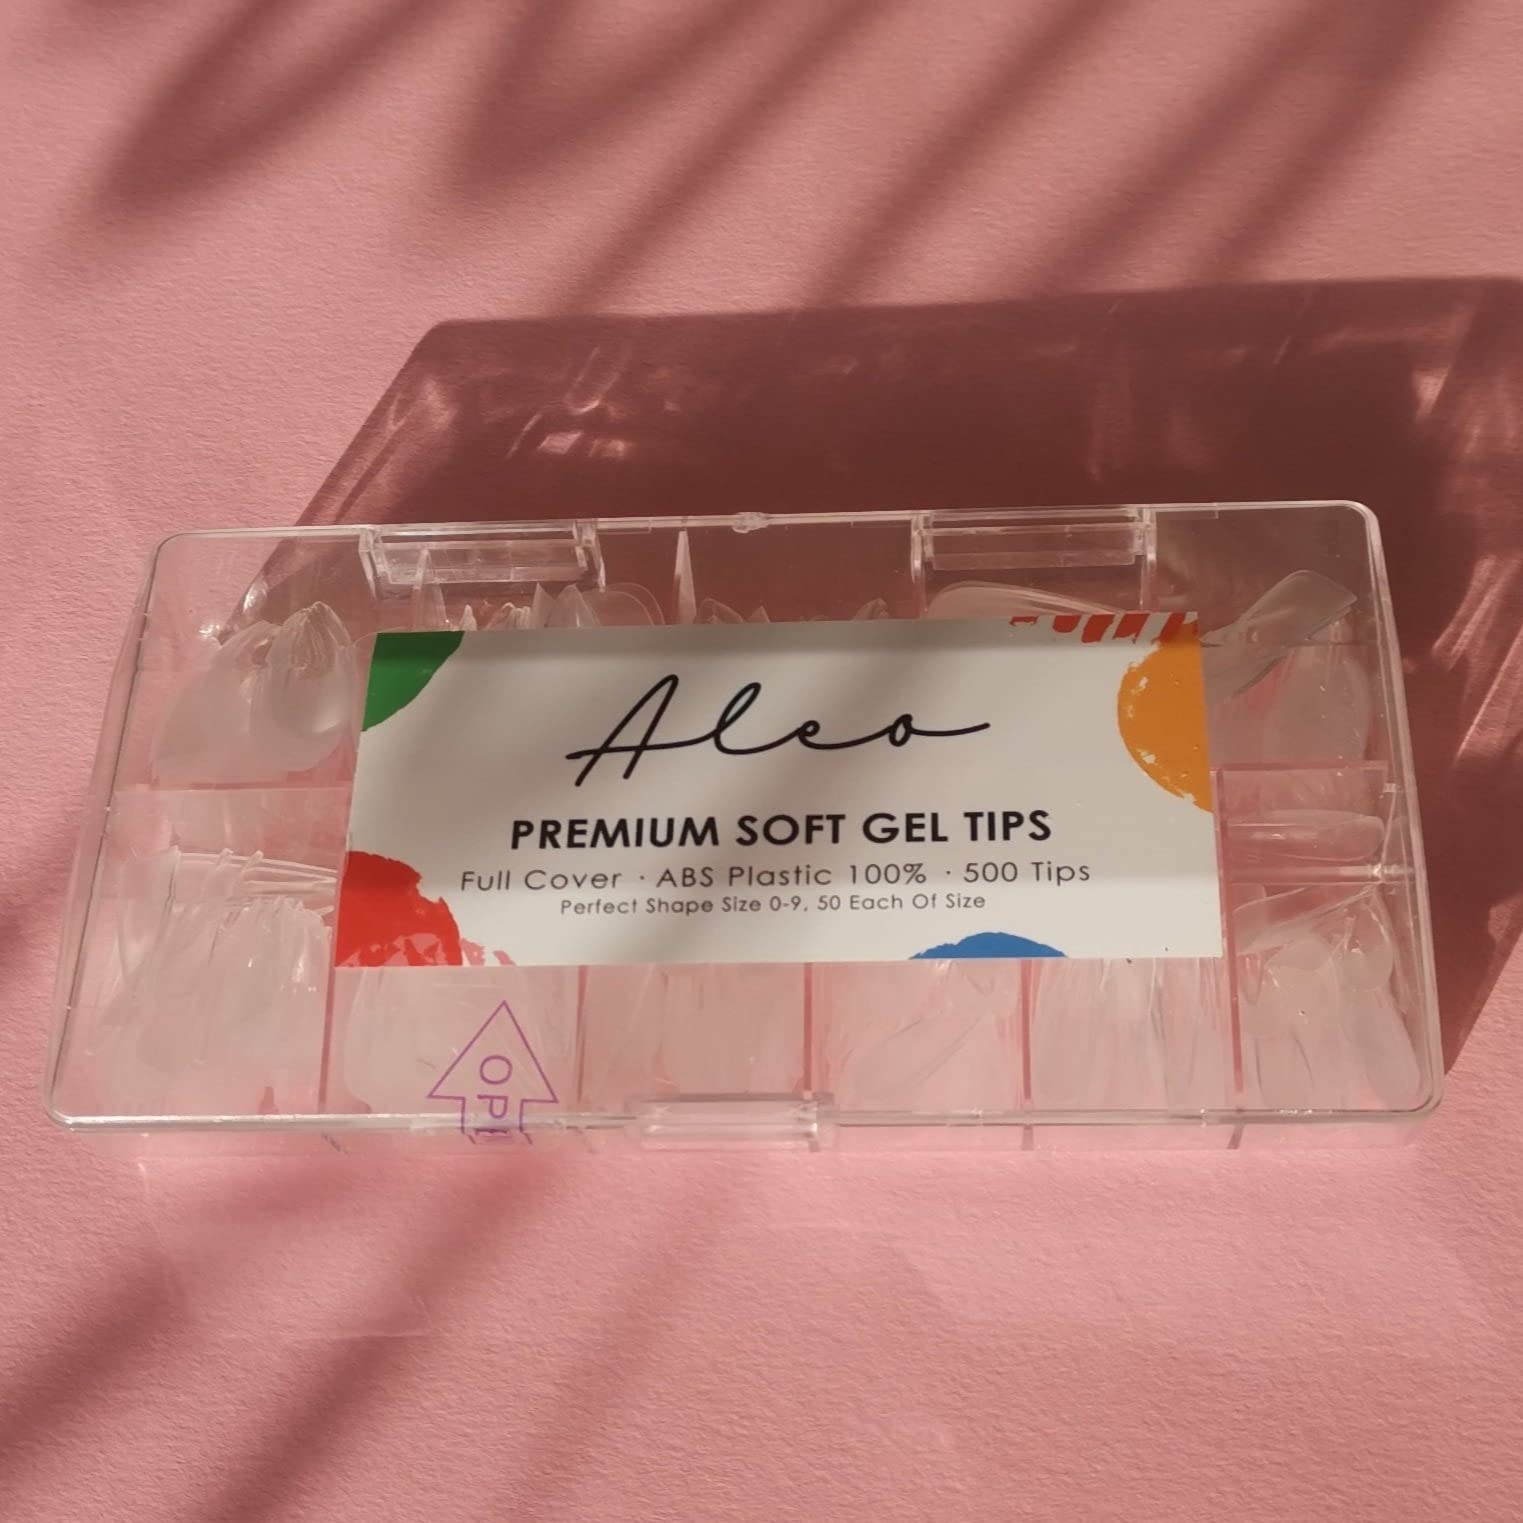 Aleo
PREMIUM SOFT GEL TIPS
Full Cover · ABS Plastic 100% · 500 Tips
Perfect Shape Size 0-9, 50 Each Of Size